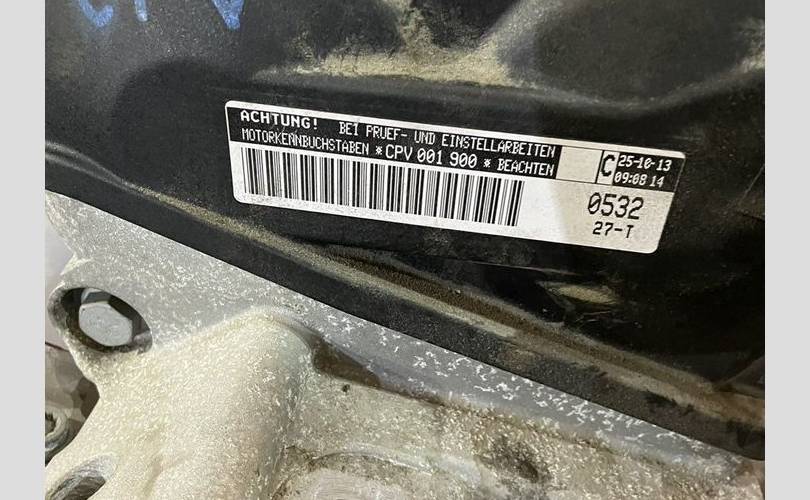 ACHTUNG! BEI PRUEF- UND EINSTELLARBEITEN
MOTORKENNBUCHSTABEN *CPV 001 900 * BEACHTEN
C
25-10-13
09:08 14
0532
27-T